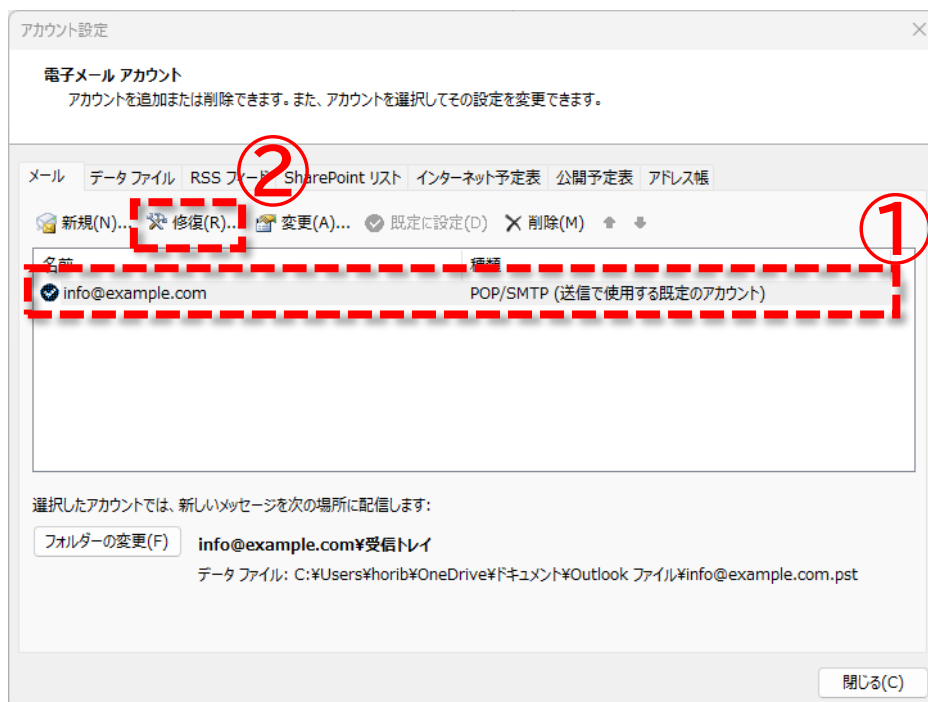 アカウント設定
電子メール アカウント
アカウントを追加または削除できます。また、アカウントを選択してその設定を変更できます。
メール データ ファイル RSS フィード SharePoint リスト インターネット予定表 公開予定表 アドレス帳
②
①
新規(N)... 修復(R)... 変更(A)... 既定に設定(D) 削除(M)
名前 種類
info@example.com POP/SMTP (送信で使用する既定のアカウント)
選択したアカウントでは、新しいメッセージを次の場所に配信します:
フォルダーの変更(F) info@example.com¥受信トレイ
データ ファイル: C:¥Users¥horib¥OneDrive¥ドキュメント¥Outlook ファイル¥info@example.com.pst
閉じる(C)